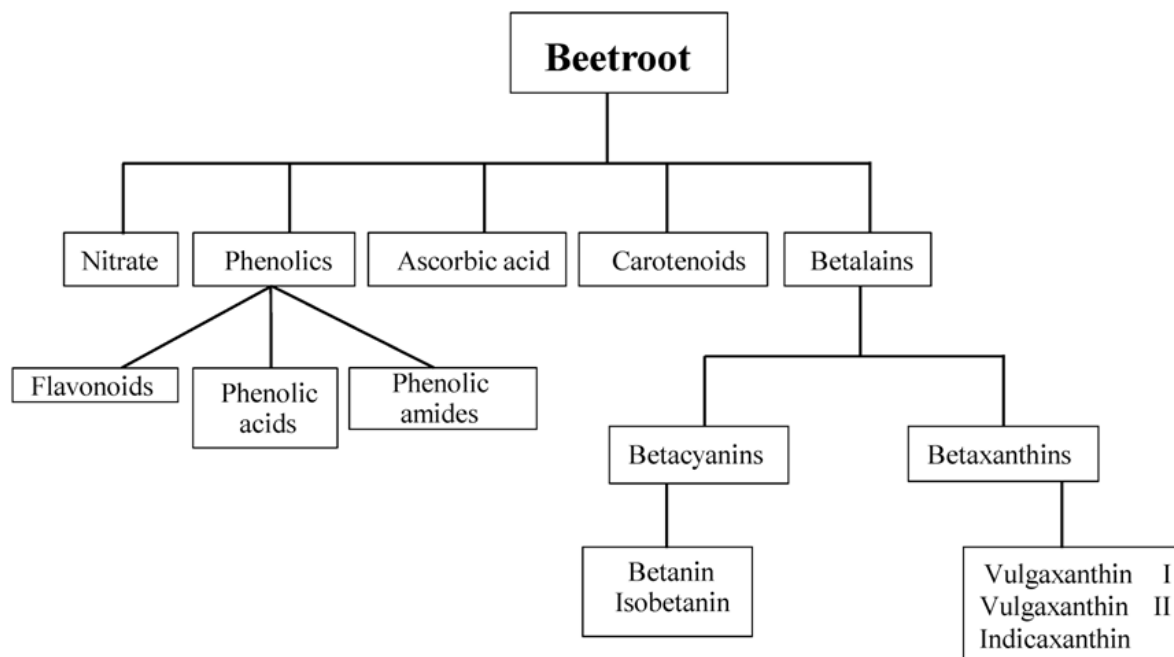 Beetroot
Nitrate
Phenolics
Ascorbic acid
Carotenoids
Betalains
Flavonoids
Phenolic
acids
Phenolic
amides
Betacyanins
Betaxanthins
Betanin
Isobetanin
Vulgaxanthin I
Vulgaxanthin II
Indicaxanthin